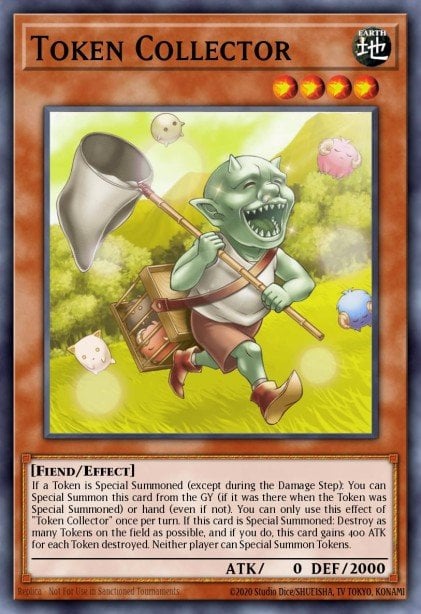 Token Collector
EARTH
地
[Fiend/Effect]
If a Token is Special Summoned (except during the Damage Step): You can
Special Summon this card from the GY (if it was there when the Token was
Special Summoned) or hand (even if not). You can only use this effect of
"Token Collector" once per turn. If this card is Special Summoned: Destroy as
many Tokens on the field as possible, and if you do, this card gains 400 ATK
for each Token destroyed. Neither player can Special Summon Tokens.
ATK/ 0 DEF/2000
Replica - Not For Use in Sanctioned Tournaments
©2020 Studio Dice/SHUEISHA, TV TOKYO, KONAMI